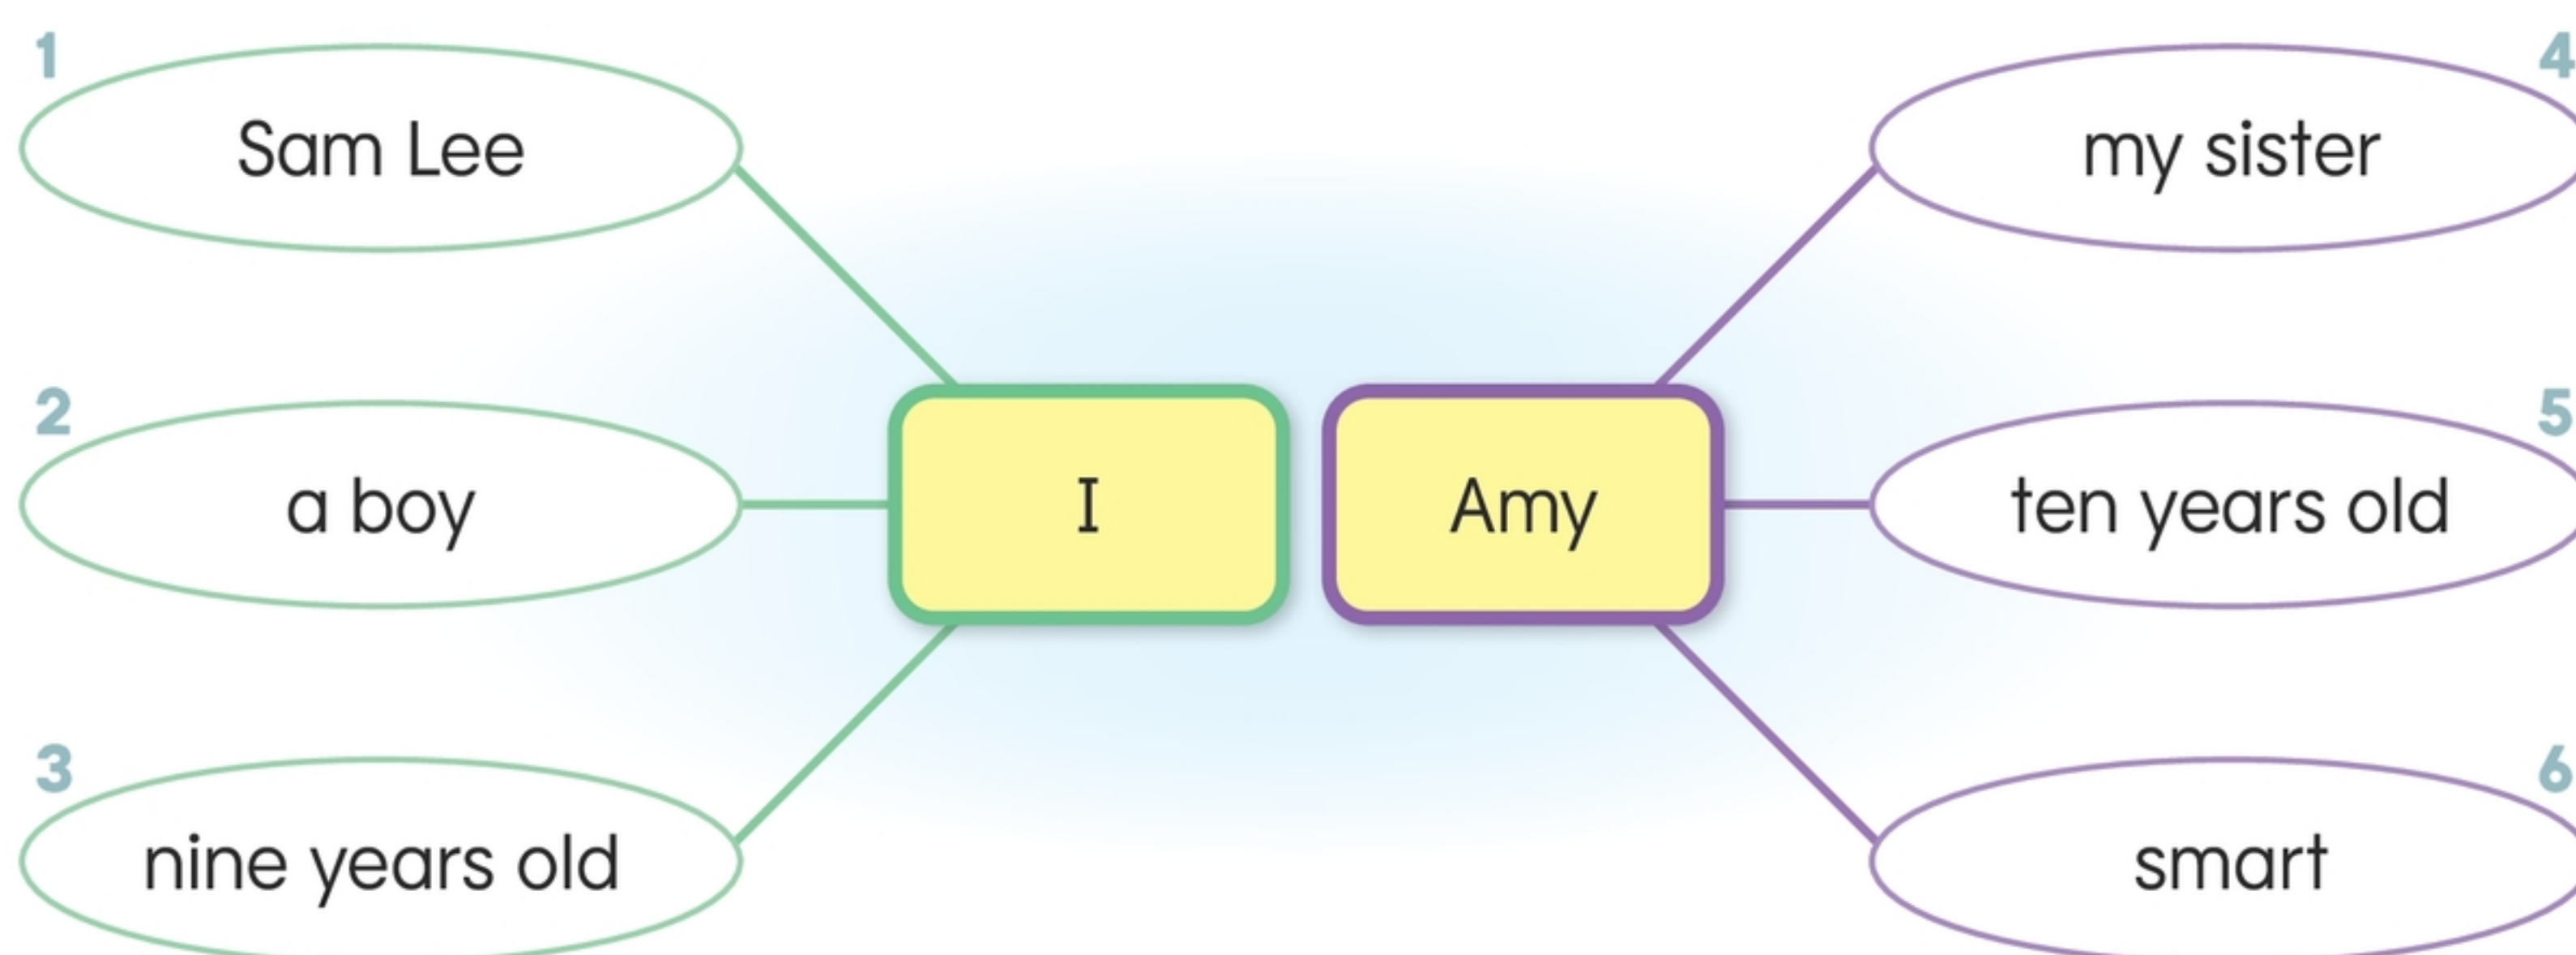 1
Sam Lee
2
a boy
3
nine years old
I
Amy
4
my sister
5
ten years old
6
smart